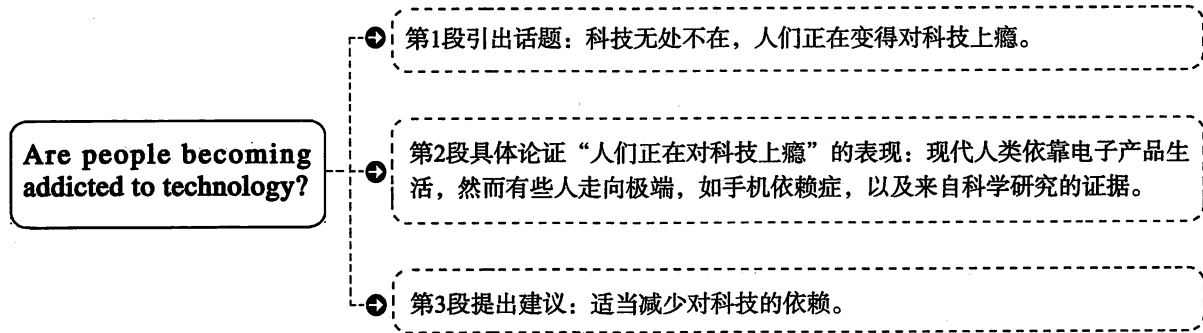 Are people becoming
addicted to technology?
第1段引出话题：科技无处不在，人们正在变得对科技上瘾。
第2段具体论证“人们正在对科技上瘾”的表现：现代人类依靠电子产品生
活，然而有些人走向极端，如手机依赖症，以及来自科学研究的证据。
第3段提出建议：适当减少对科技的依赖。